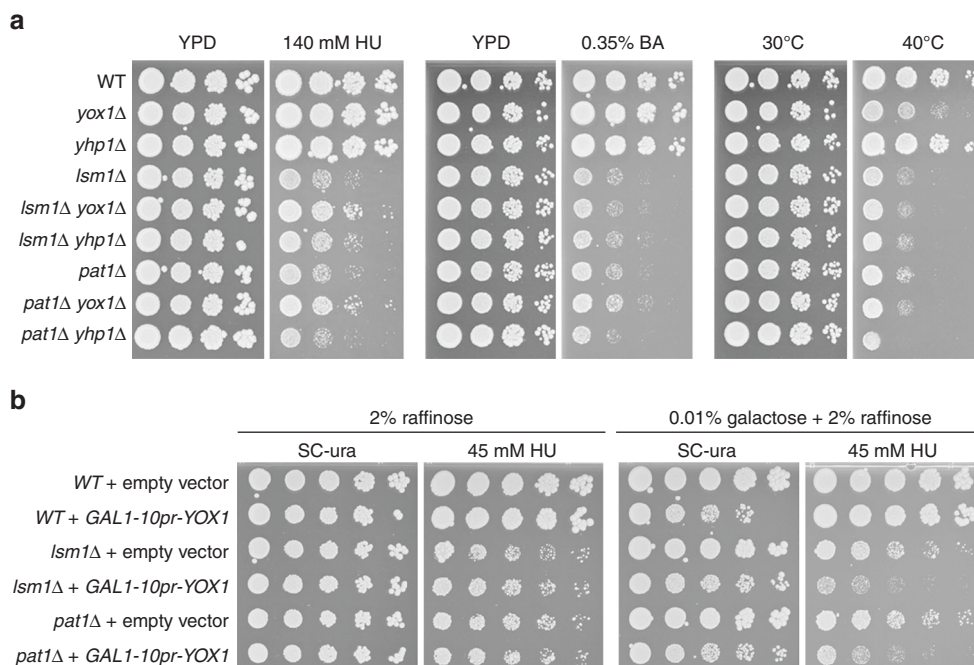 a
YPD 140 mM HU YPD 0.35% BA 30°C 40°C
WT
yox1Δ
yhp1Δ
lsm1Δ
lsm1Δ yox1Δ
lsm1Δ yhp1Δ
pat1Δ
pat1Δ yox1Δ
pat1Δ yhp1Δ
b
2% raffinose 0.01% galactose + 2% raffinose
SC-ura 45 mM HU SC-ura 45 mM HU
WT + empty vector
WT + GAL1-10pr-YOX1
lsm1Δ + empty vector
lsm1Δ + GAL1-10pr-YOX1
pat1Δ + empty vector
pat1Δ + GAL1-10pr-YOX1